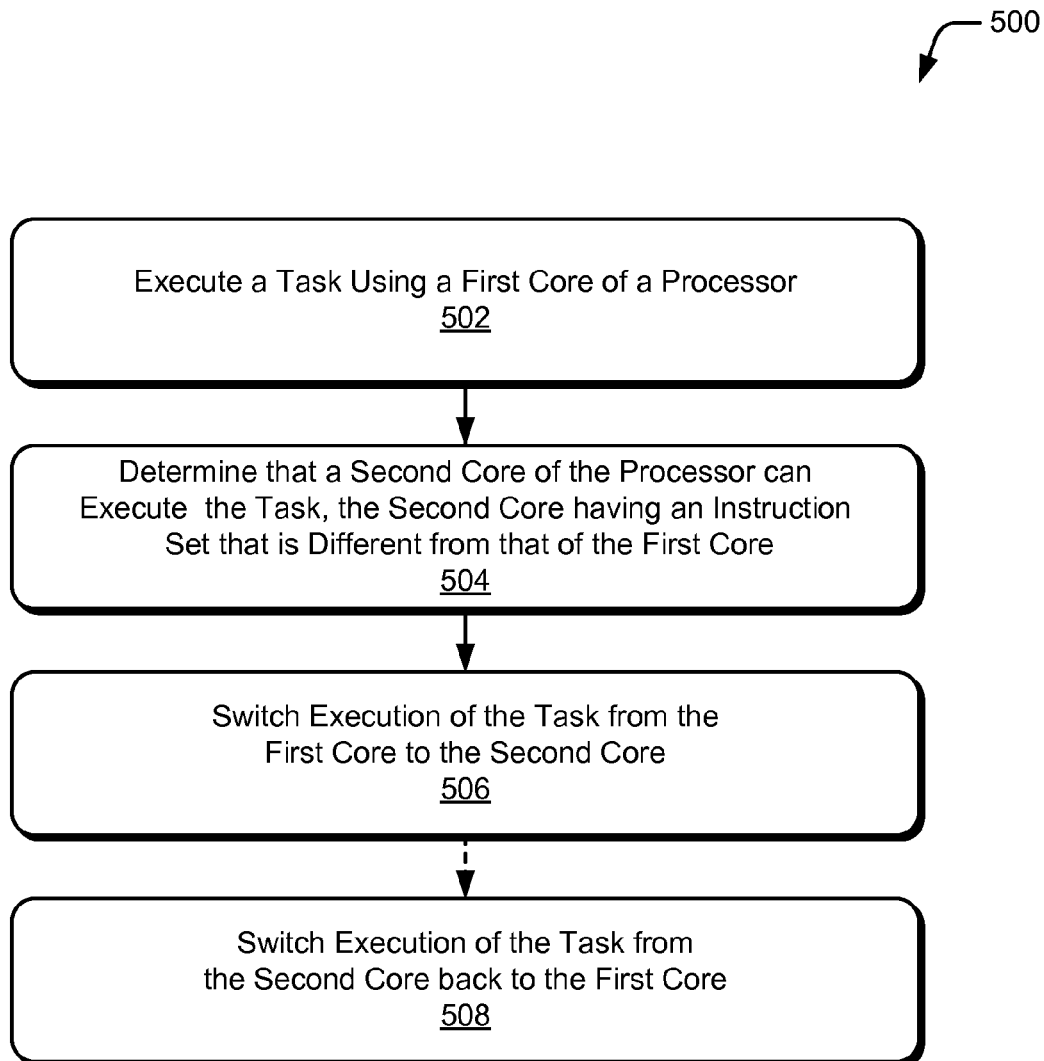 500
Execute a Task Using a First Core of a Processor
502
Determine that a Second Core of the Processor can
Execute the Task, the Second Core having an Instruction
Set that is Different from that of the First Core
504
Switch Execution of the Task from the
First Core to the Second Core
506
Switch Execution of the Task from
the Second Core back to the First Core
508